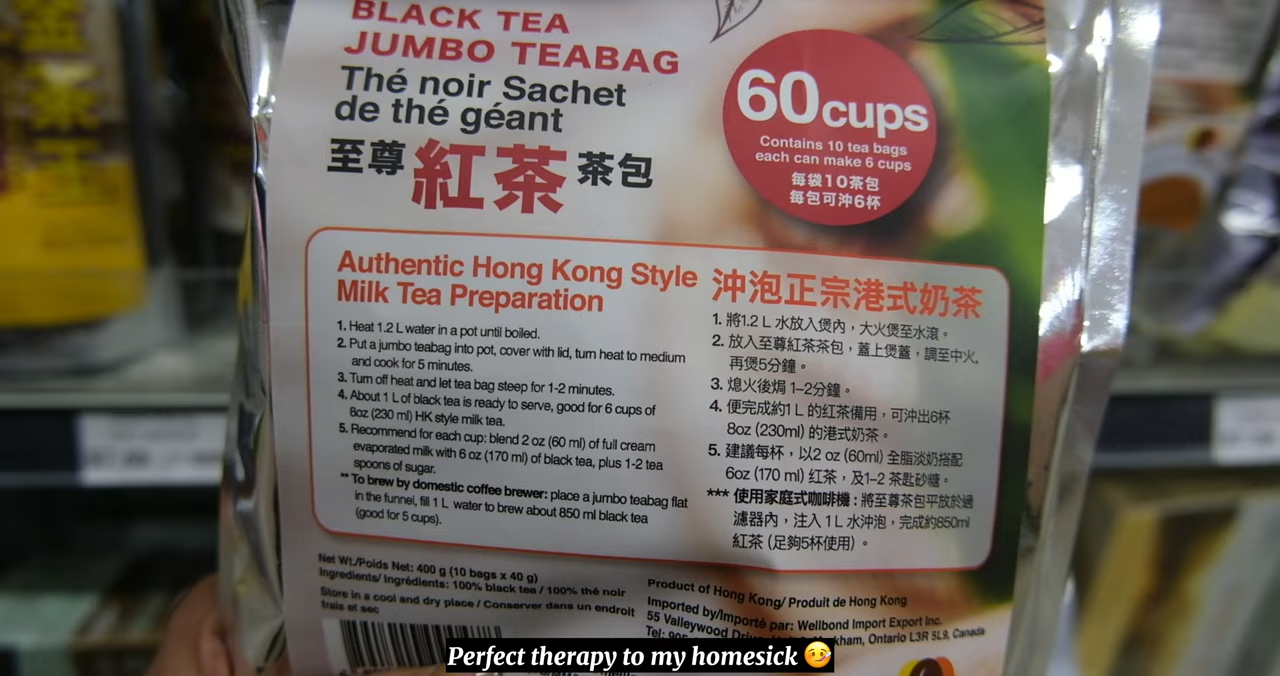 BLACK TEA
JUMBO TEABAG
Thé noir Sachet
de thé géant
至尊紅茶茶包
60cups
Contains 10 tea bags
each can make 6 cups
每袋10茶包
每包可沖6杯
Authentic Hong Kong Style
Milk Tea Preparation
1. Heat 1.2 L water in a pot until boiled.
2. Put a jumbo teabag into pot, cover with lid, turn heat to medium
and cook for 5 minutes.
3. Turn off heat and let tea bag steep for 1-2 minutes.
4. About 1 L of black tea is ready to serve, good for 6 cups of
8oz (230 ml) HK style milk tea.
5. Recommend for each cup: blend 2 oz (60 ml) of full cream
evaporated milk with 6 oz (170 ml) of black tea, plus 1-2 tea
spoons of sugar.
** To brew by domestic coffee brewer: place a jumbo teabag flat
in the funnel, fill 1 L water to brew about 850 ml black tea
(good for 5 cups).
沖泡正宗港式奶茶
1. 將1.2 L 水放入煲內，大火煲至水滾。
2. 放入至尊紅茶茶包，蓋上煲蓋，調至中火，
再煲5分鐘。
3. 熄火後焗 1-2分鐘。
4. 便完成約1 L 的紅茶備用，可沖出6杯
8oz (230ml) 的港式奶茶。
5. 建議每杯，以2 oz (60ml) 全脂淡奶搭配
6oz (170 ml) 紅茶，及1-2 茶匙砂糖。
*** 使用家庭式咖啡機：將至尊茶包平放於過
濾器內，注入 1 L 水沖泡，完成約850ml
紅茶 (足夠5杯使用)。
Net Wt./Poids Net: 400 g (10 bags x 40 g)
Ingredients/ Ingrédients: 100% black tea / 100% thé noir
Store in a cool and dry place / Conserver dans un endroit
frais et sec
Product of Hong Kong/ Produit de Hong Kong
Imported by/Importé par: Wellbond Import Export Inc.
55 Valleywood Drive, Markham, Ontario L3R 5L9, Canada
Tel:
Perfect therapy to my homesick 🤒